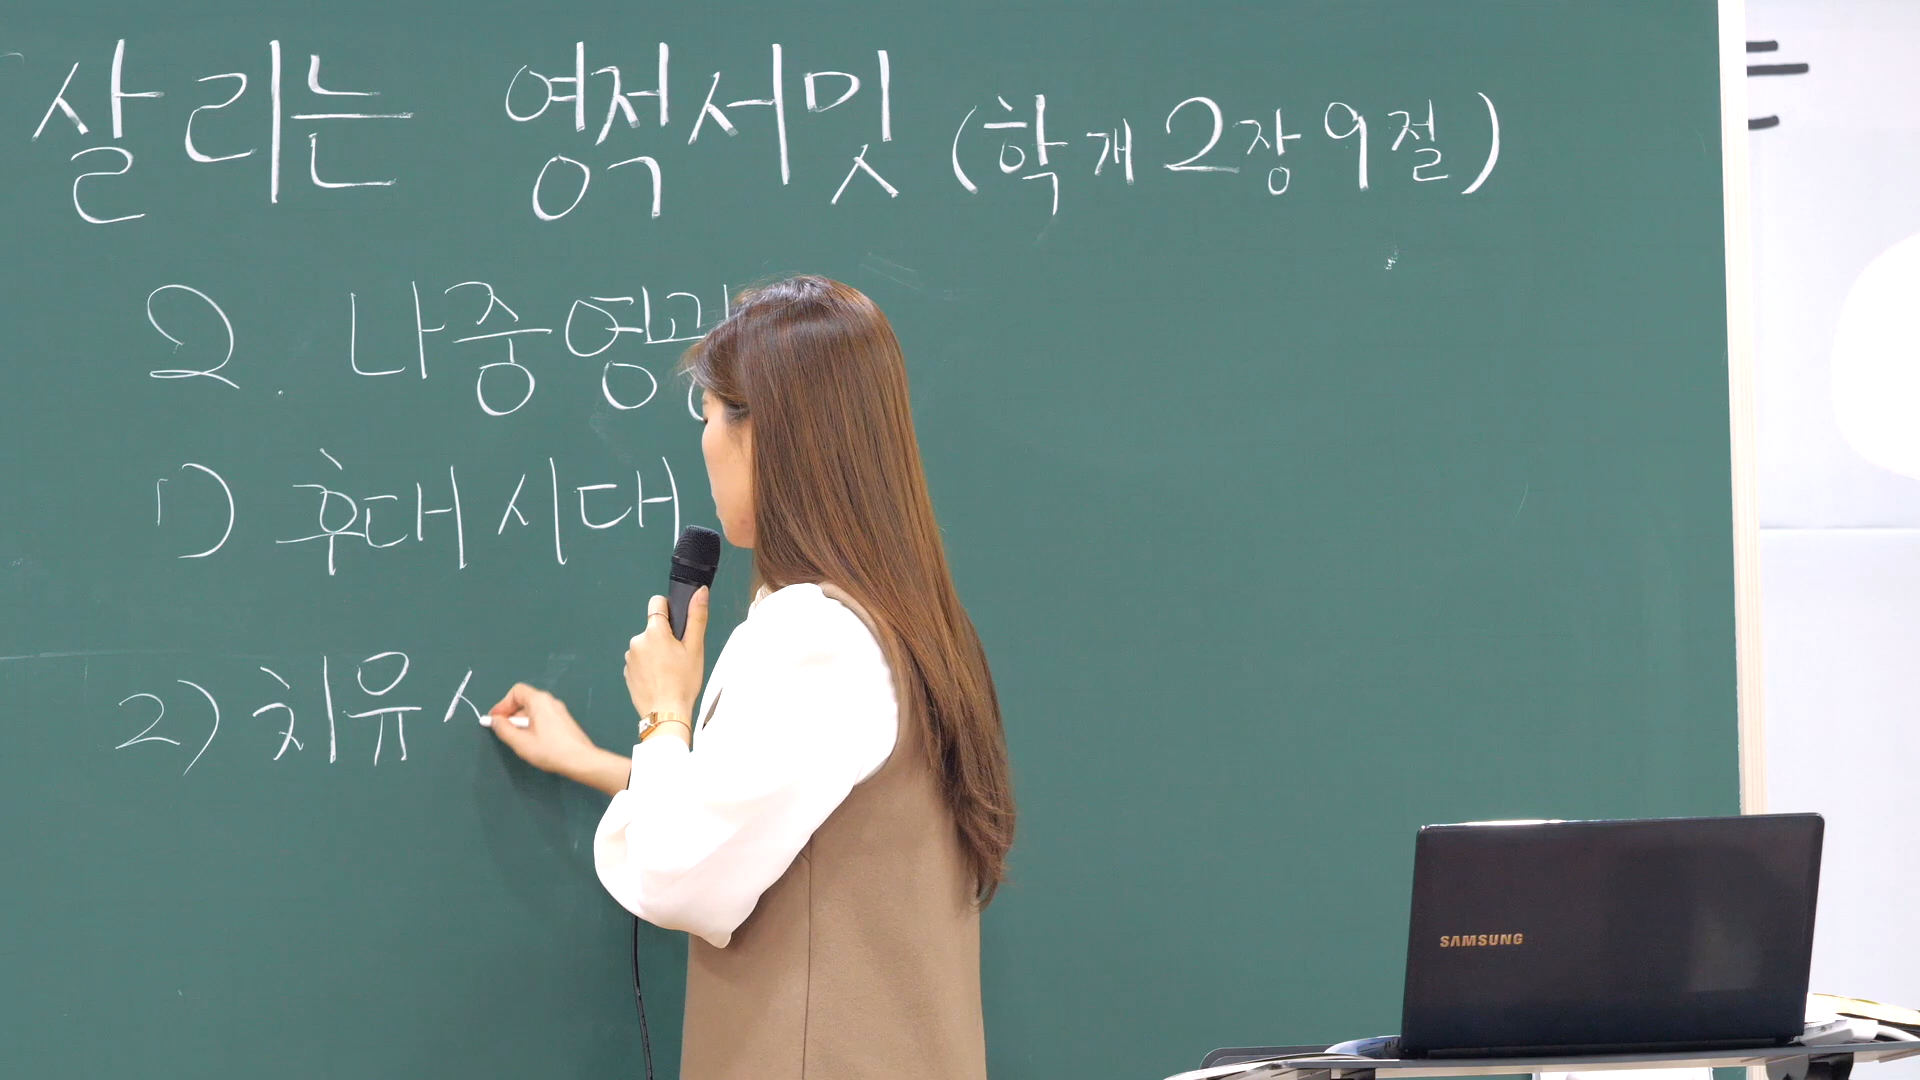 살리는 영적서밋 (학개 2장 9절)
2. 나중영광
1) 후대 시대
2) 치유
SAMSUNG